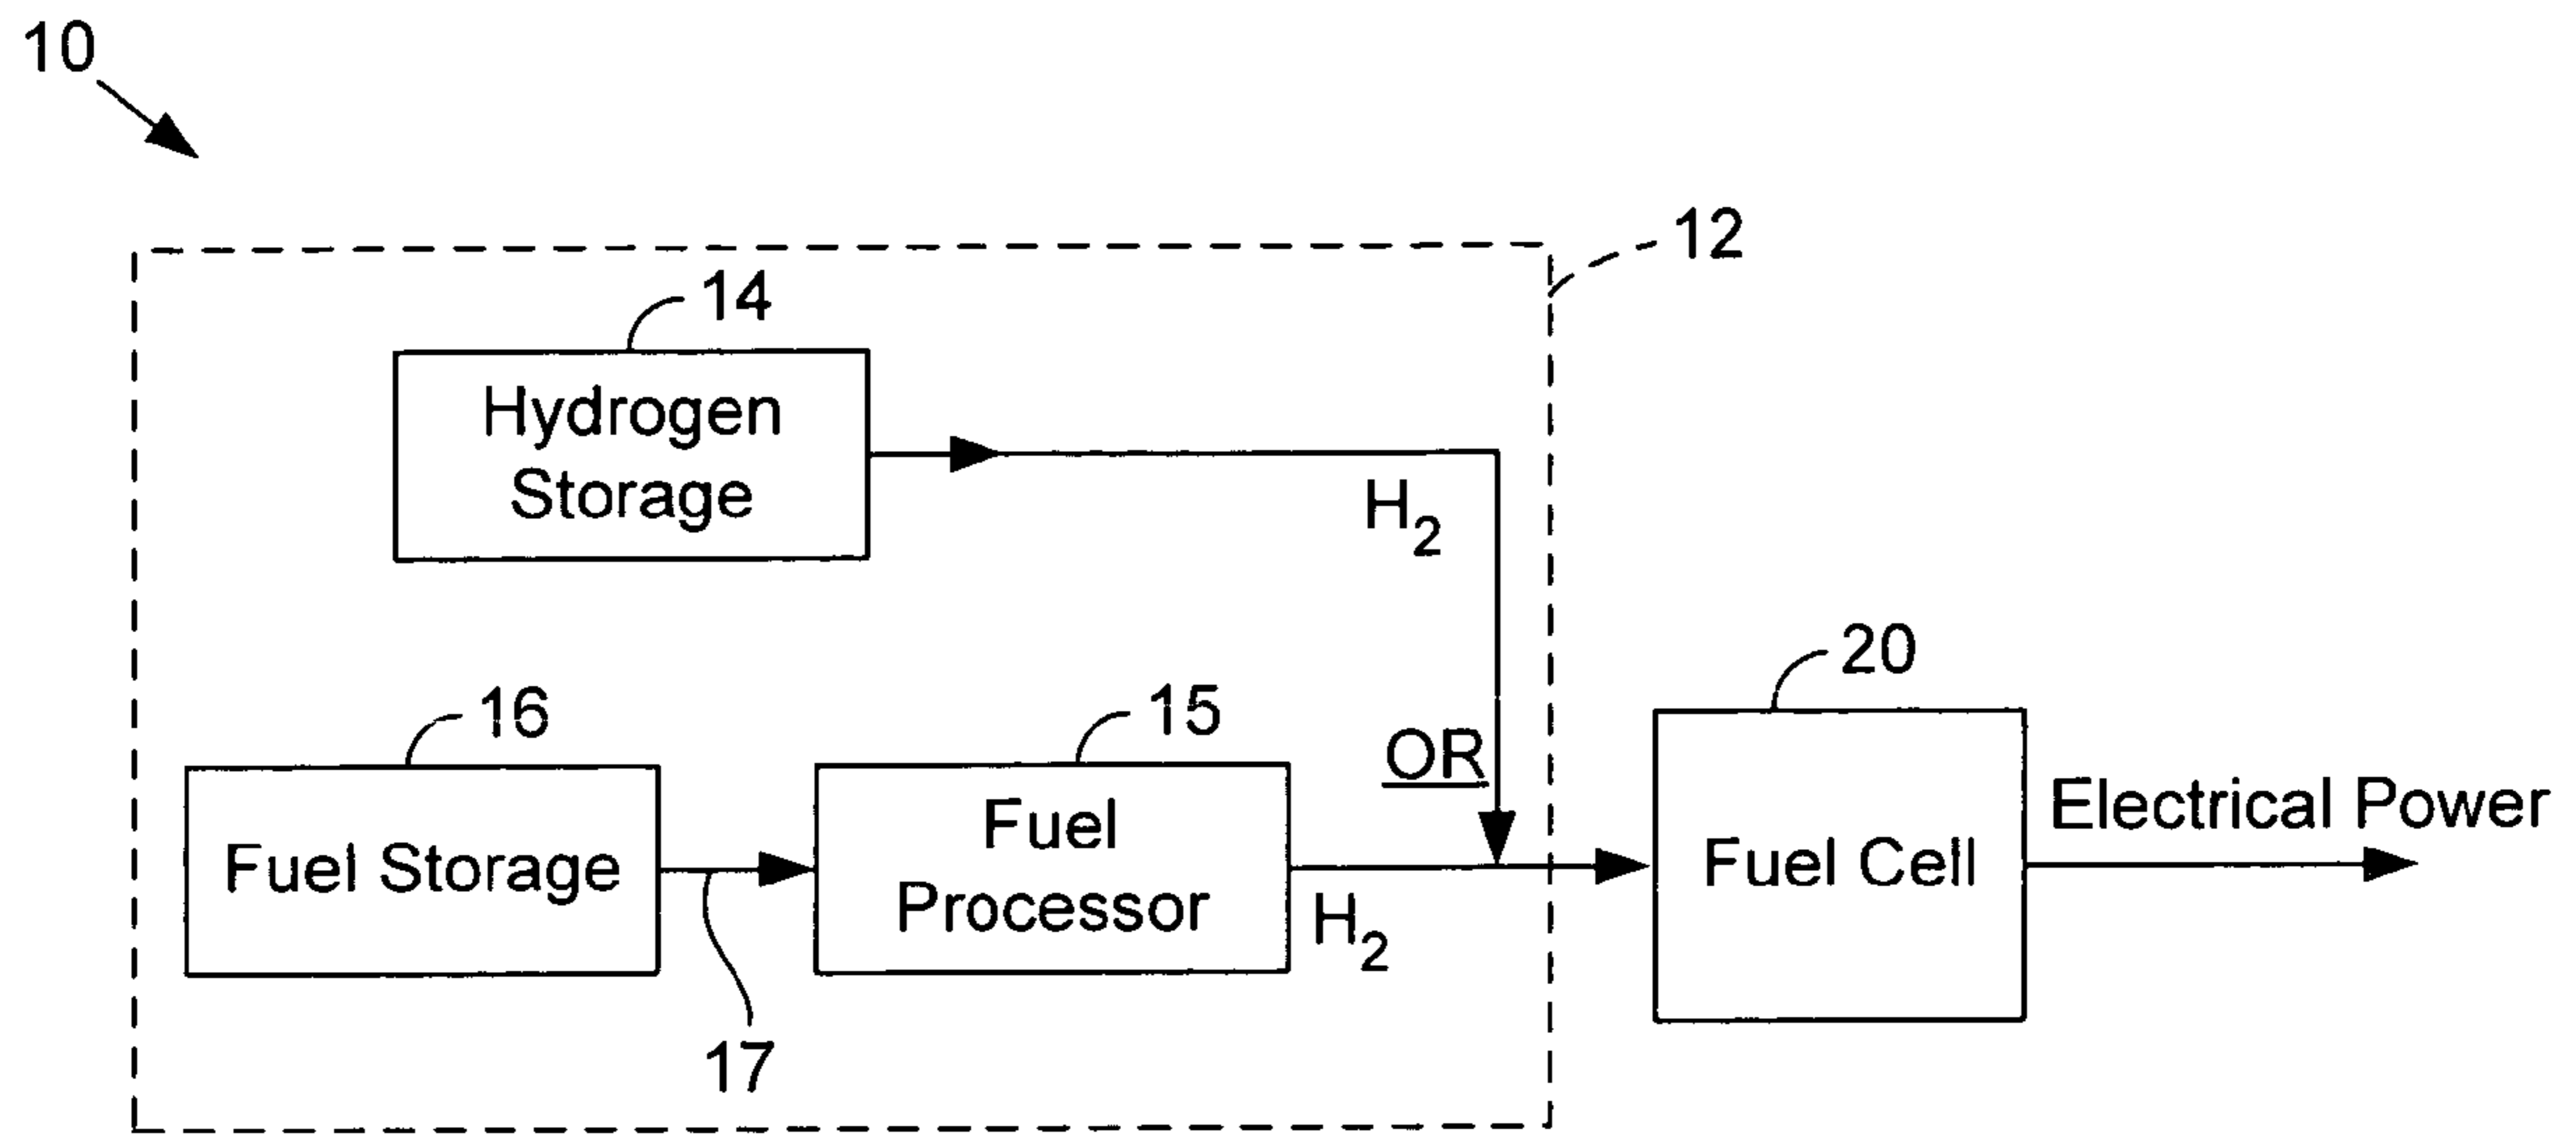 10
12
14
Hydrogen
Storage
H2
20
16
15
OR
Electrical Power
Fuel Storage
Fuel
Processor
Fuel Cell
H2
17